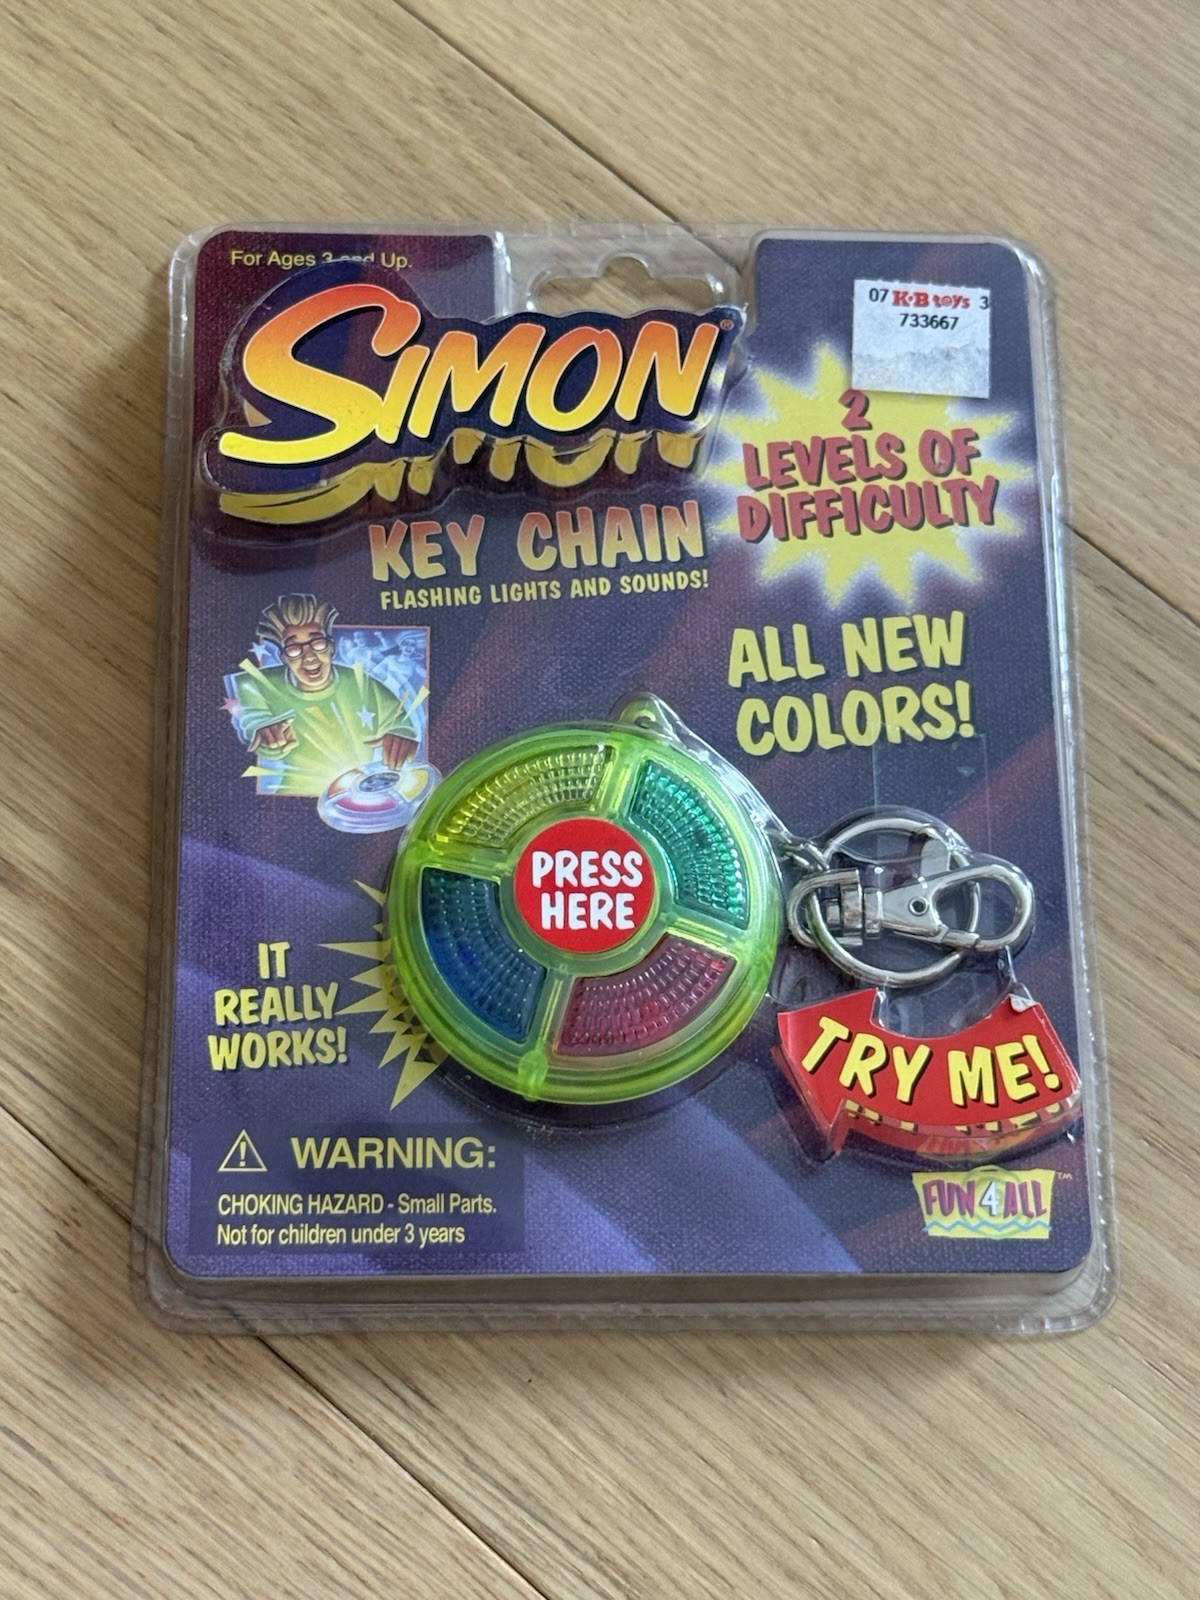 For Ages 3 and Up.
SIMON®
KEY CHAIN
FLASHING LIGHTS AND SOUNDS!
07 K·B toys 3
733667
2
LEVELS OF
DIFFICULTY
ALL NEW
COLORS!
PRESS
HERE
IT
REALLY
WORKS!
TRY ME!
⚠ WARNING:
CHOKING HAZARD - Small Parts.
Not for children under 3 years
FUN 4 ALL™